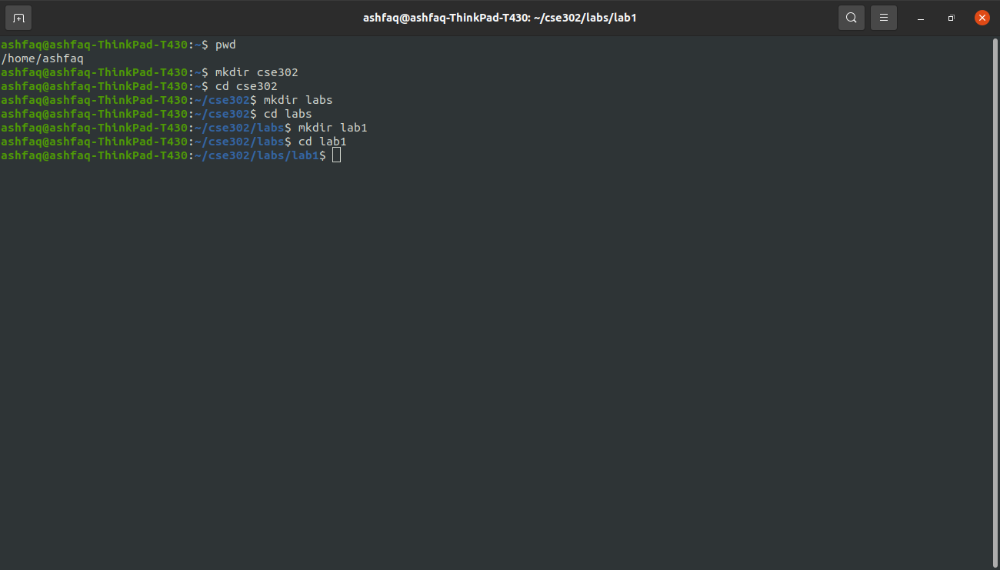 ashfaq@ashfaq-ThinkPad-T430: ~/cse302/labs/lab1
ashfaq@ashfaq-ThinkPad-T430:~$ pwd
/home/ashfaq
ashfaq@ashfaq-ThinkPad-T430:~$ mkdir cse302
ashfaq@ashfaq-ThinkPad-T430:~$ cd cse302
ashfaq@ashfaq-ThinkPad-T430:~/cse302$ mkdir labs
ashfaq@ashfaq-ThinkPad-T430:~/cse302$ cd labs
ashfaq@ashfaq-ThinkPad-T430:~/cse302/labs$ mkdir lab1
ashfaq@ashfaq-ThinkPad-T430:~/cse302/labs$ cd lab1
ashfaq@ashfaq-ThinkPad-T430:~/cse302/labs/lab1$